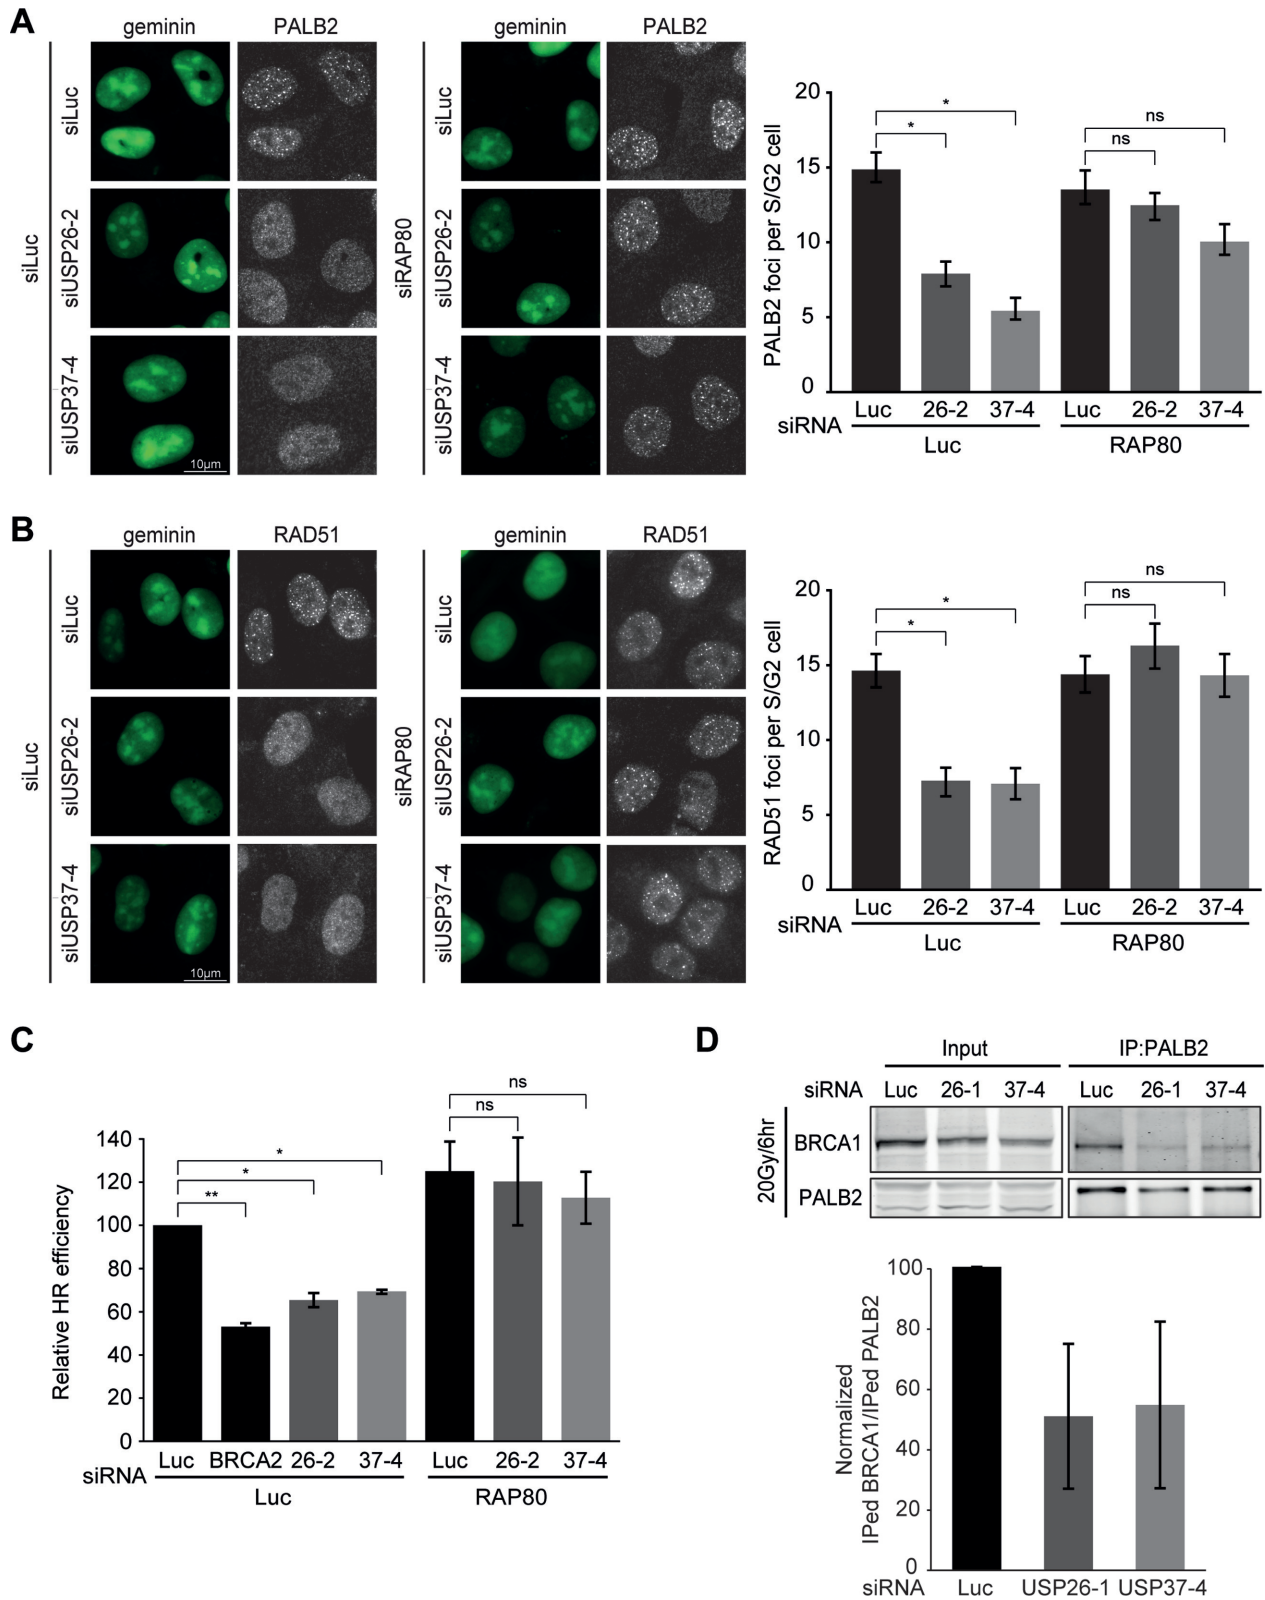 A
geminin PALB2 geminin PALB2
siLuc
siLuc
siUSP26-2
siUSP37-4
10µm
siRAP80
siLuc
siUSP26-2
siUSP37-4
PALB2 foci per S/G2 cell
20
15
10
5
0
* * ns ns
Luc 26-2 37-4 Luc 26-2 37-4
siRNA
Luc RAP80
B
geminin RAD51 geminin RAD51
siLuc
siLuc
siUSP26-2
siUSP37-4
10µm
siRAP80
siLuc
siUSP26-2
siUSP37-4
RAD51 foci per S/G2 cell
20
15
10
5
0
* * ns ns
Luc 26-2 37-4 Luc 26-2 37-4
siRNA
Luc RAP80
C
Relative HR efficiency
140
120
100
80
60
40
20
0
** * * ns ns
Luc BRCA2 26-2 37-4 Luc 26-2 37-4
siRNA
Luc RAP80
D
Input IP:PALB2
siRNA Luc 26-1 37-4 Luc 26-1 37-4
20Gy/6hr
BRCA1
PALB2
Normalized
IPed BRCA1/IPed PALB2
100
80
60
40
20
0
siRNA Luc USP26-1 USP37-4